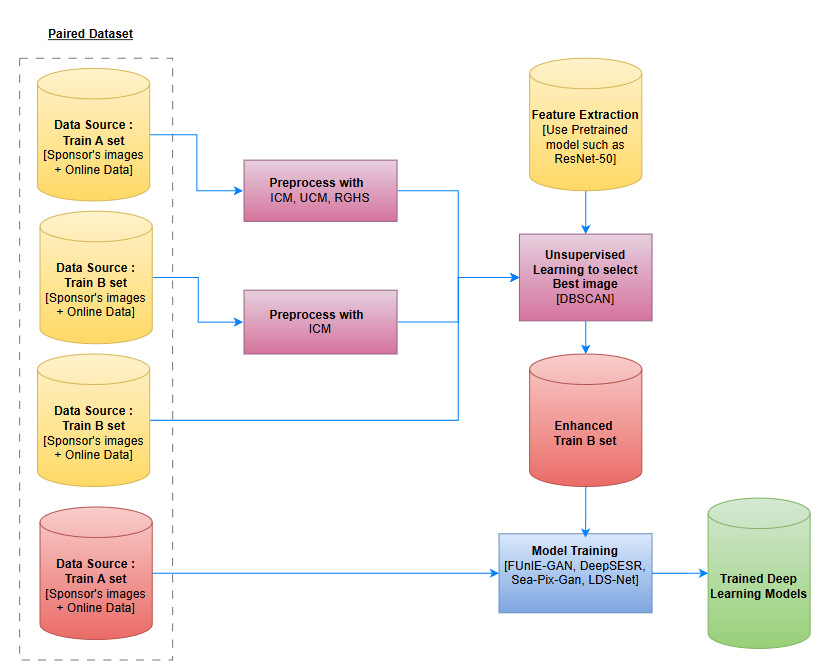 Paired Dataset
Data Source :
Train A set
[Sponsor's images
+ Online Data]
Preprocess with
ICM, UCM, RGHS
Feature Extraction
[Use Pretrained
model such as
ResNet-50]
Data Source :
Train B set
[Sponsor's images
+ Online Data]
Preprocess with
ICM
Unsupervised
Learning to select
Best image
[DBSCAN]
Data Source :
Train B set
[Sponsor's images
+ Online Data]
Enhanced
Train B set
Data Source :
Train A set
[Sponsor's images
+ Online Data]
Model Training
[FUnIE-GAN, DeepSESR,
Sea-Pix-Gan, LDS-Net]
Trained Deep
Learning Models